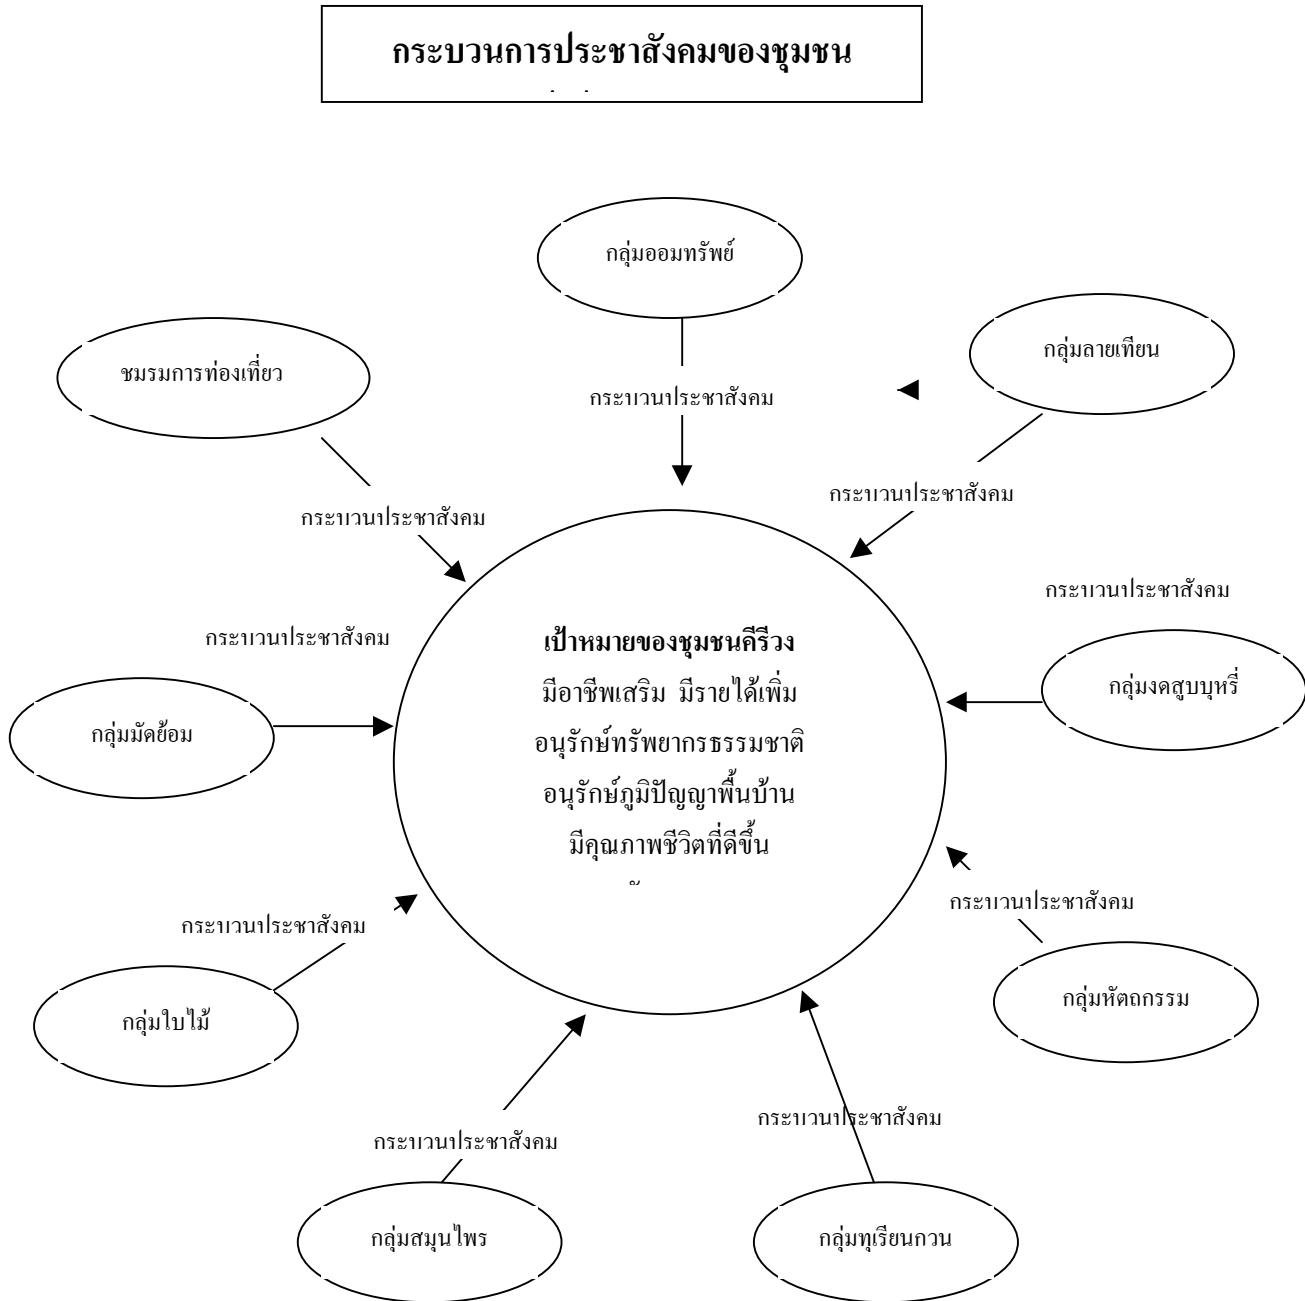 กระบวนการประชาสังคมของชุมชน
กลุ่มออมทรัพย์
กลุ่มลายเทียน
ชมรมการท่องเที่ยว
กระบวนประชาสังคม
กระบวนประชาสังคม
กระบวนประชาสังคม
กระบวนประชาสังคม
กระบวนประชาสังคม
เป้าหมายของชุมชนคีรีวง
มีอาชีพเสริม มีรายได้เพิ่ม
อนุรักษ์ทรัพยากรธรรมชาติ
อนุรักษ์ภูมิปัญญาพื้นบ้าน
มีคุณภาพชีวิตที่ดีขึ้น
กลุ่มงดสูบบุหรี่
กลุ่มมัดย้อม
กระบวนประชาสังคม
กระบวนประชาสังคม
กลุ่มหัตถกรรม
กลุ่มใบไม้
กระบวนประชาสังคม
กระบวนประชาสังคม
กลุ่มสมุนไพร
กลุ่มทุเรียนกวน